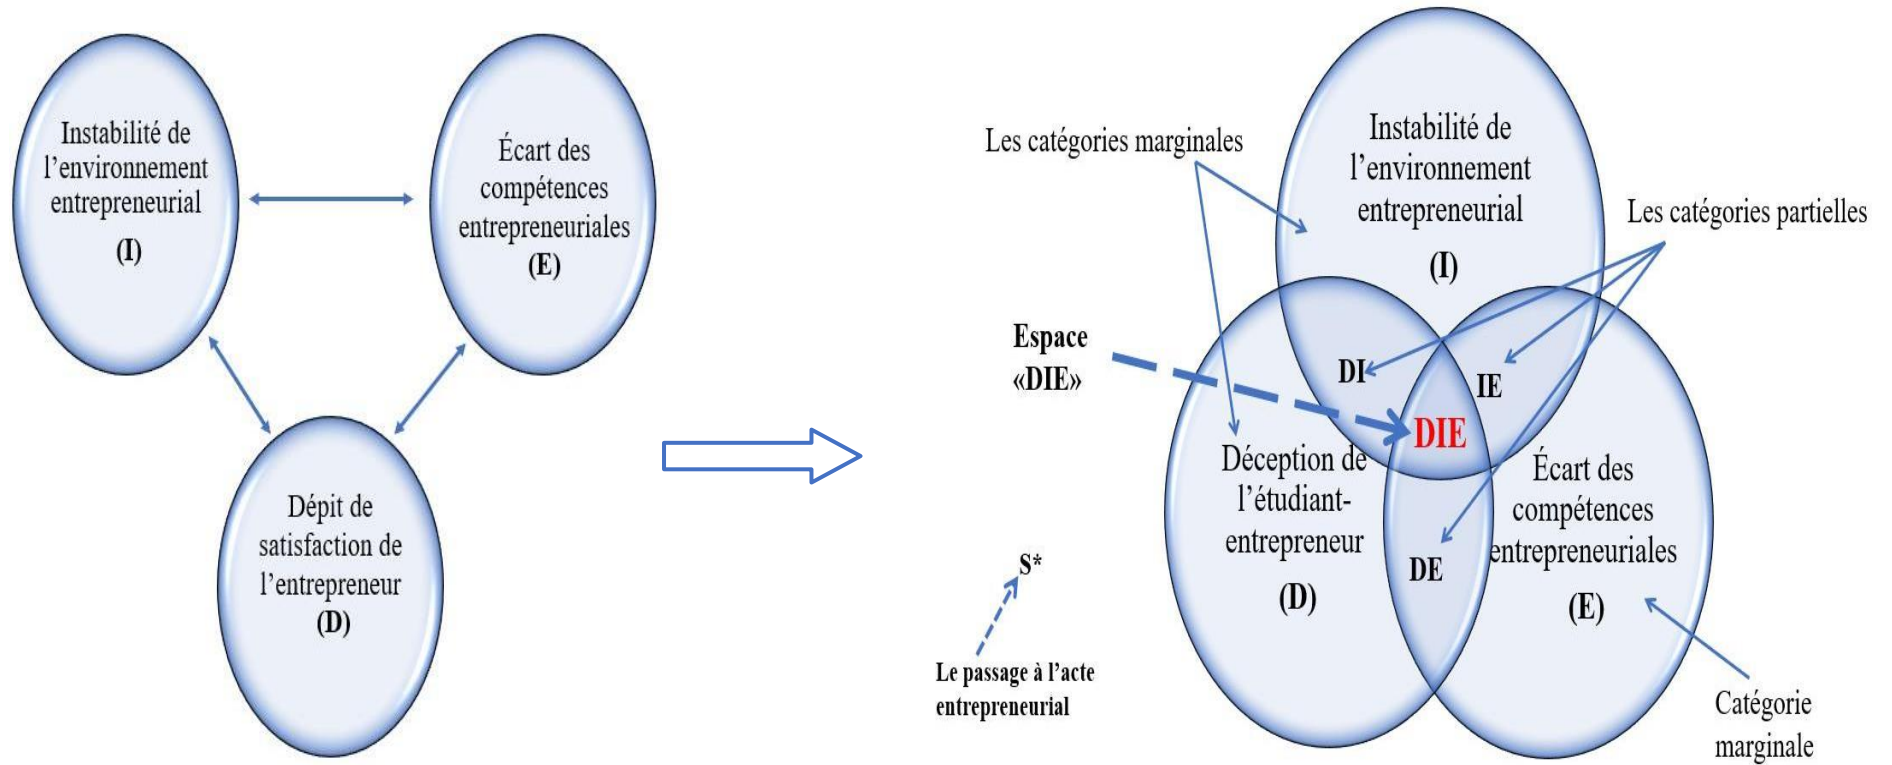 Instabilité de
l’environnement
entrepreneurial
(I)
Écart des
compétences
entrepreneuriales
(E)
Dépit de
satisfaction de
l’entrepreneur
(D)
Les catégories marginales
Instabilité de
l’environnement
entrepreneurial
(I)
Les catégories partielles
Espace
«DIE»
DI
IE
DIE
Déception de
l’étudiant-
entrepreneur
(D)
Écart des
compétences
entrepreneuriales
(E)
DE
S*
Le passage à l’acte
entrepreneurial
Catégorie
marginale